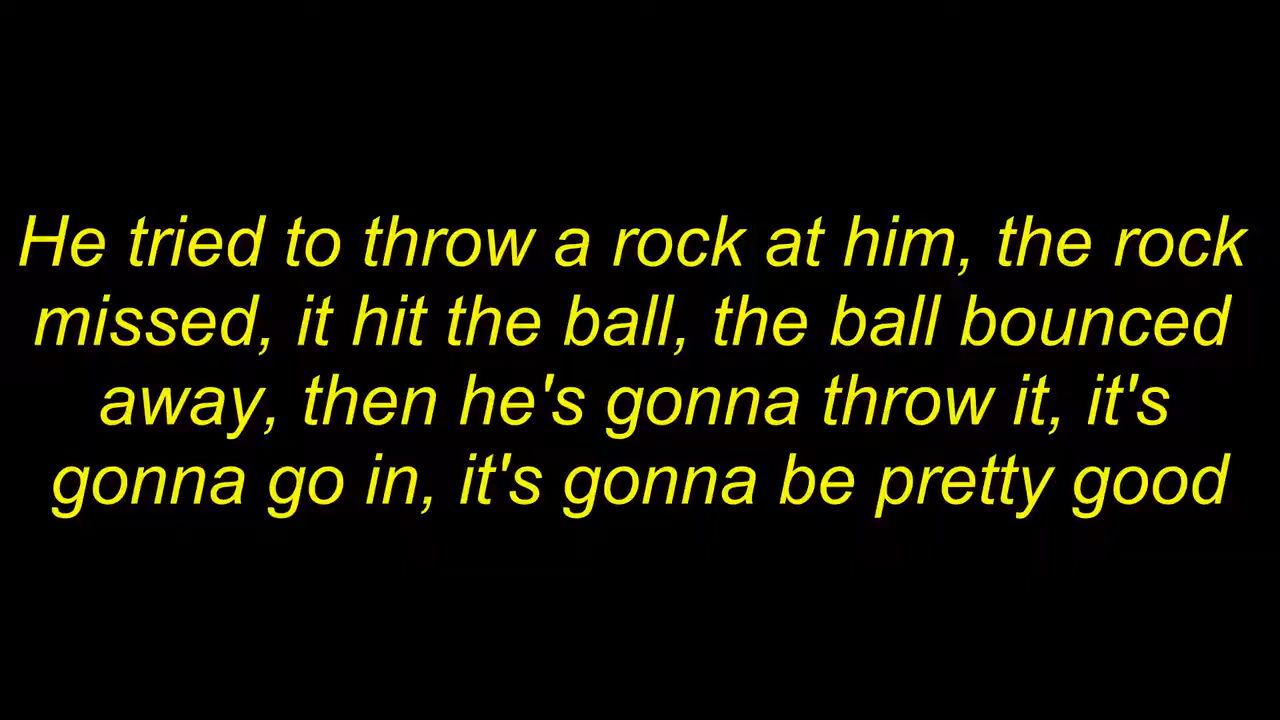 He tried to throw a rock at him, the rock
missed, it hit the ball, the ball bounced
away, then he's gonna throw it, it's
gonna go in, it's gonna be pretty good